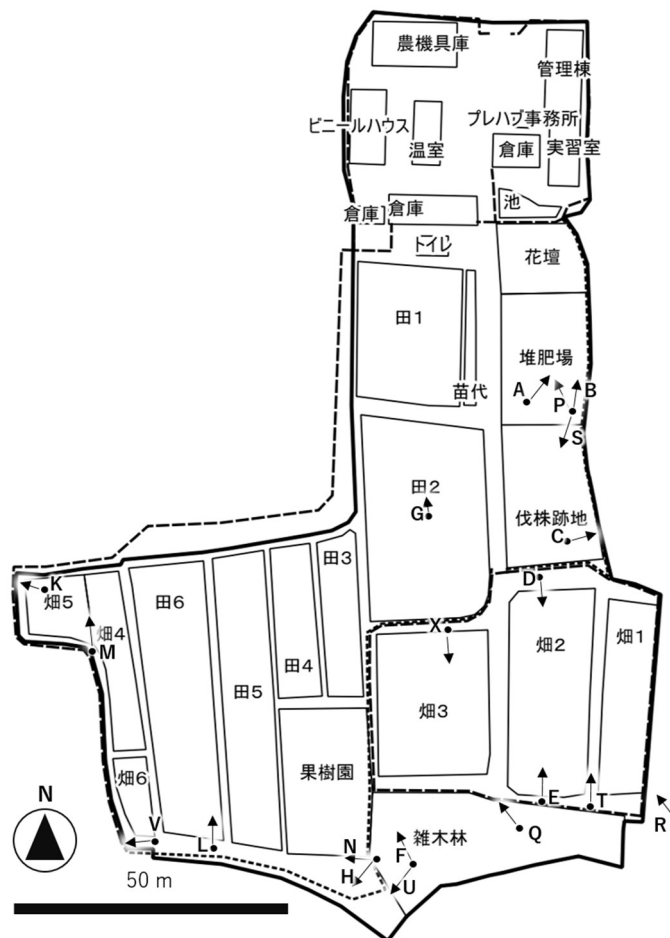 農機具庫
管理棟
ビニールハウス
温室
プレハブ事務所
倉庫
実習室
池
倉庫
倉庫
トイレ
花壇
田1
苗代
堆肥場
A
P
B
S
田2
G
伐株跡地
C
D
X
畑1
畑2
畑3
田3
田4
田5
田6
K
畑5
畑4
M
畑6
果樹園
E
T
R
Q
雑木林
N
V
L
N
F
H
U
50 m